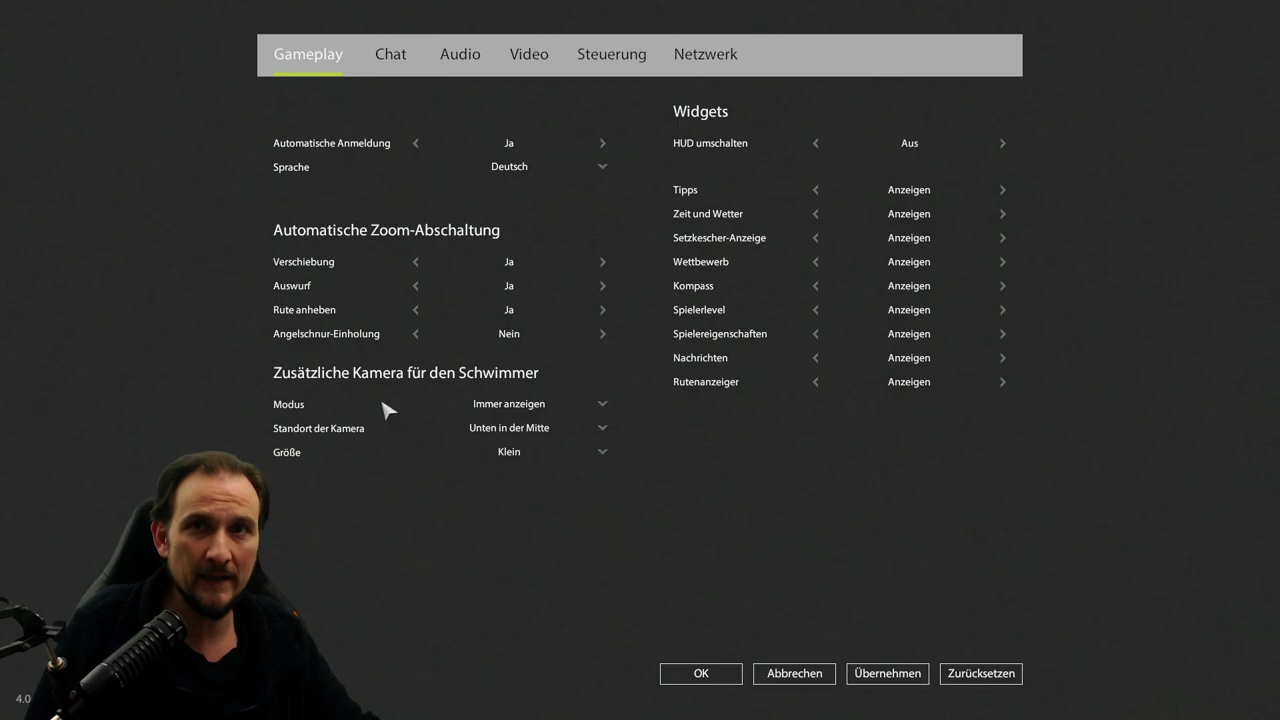 Gameplay Chat Audio Video Steuerung Netzwerk
Automatische Anmeldung Ja
Sprache Deutsch
Automatische Zoom-Abschaltung
Verschiebung Ja
Auswurf Ja
Rute anheben Ja
Angelschnur-Einholung Nein
Zusätzliche Kamera für den Schwimmer
Modus Immer anzeigen
Standort der Kamera Unten in der Mitte
Größe Klein
Widgets
HUD umschalten Aus
Tipps Anzeigen
Zeit und Wetter Anzeigen
Setzkescher-Anzeige Anzeigen
Wettbewerb Anzeigen
Kompass Anzeigen
Spielerlevel Anzeigen
Spielereigenschaften Anzeigen
Nachrichten Anzeigen
Rutenanzeiger Anzeigen
OK Abbrechen Übernehmen Zurücksetzen
4.0